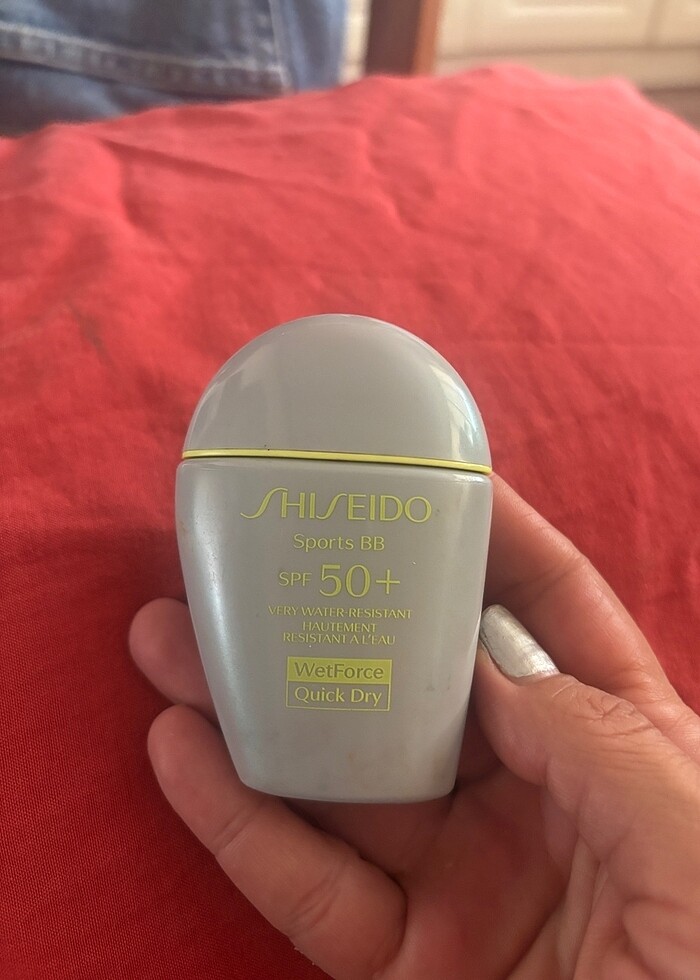 SHISEIDO
Sports BB
SPF 50+
VERY WATER-RESISTANT
HAUTEMENT
RESISTANT A L'EAU
WetForce
Quick Dry